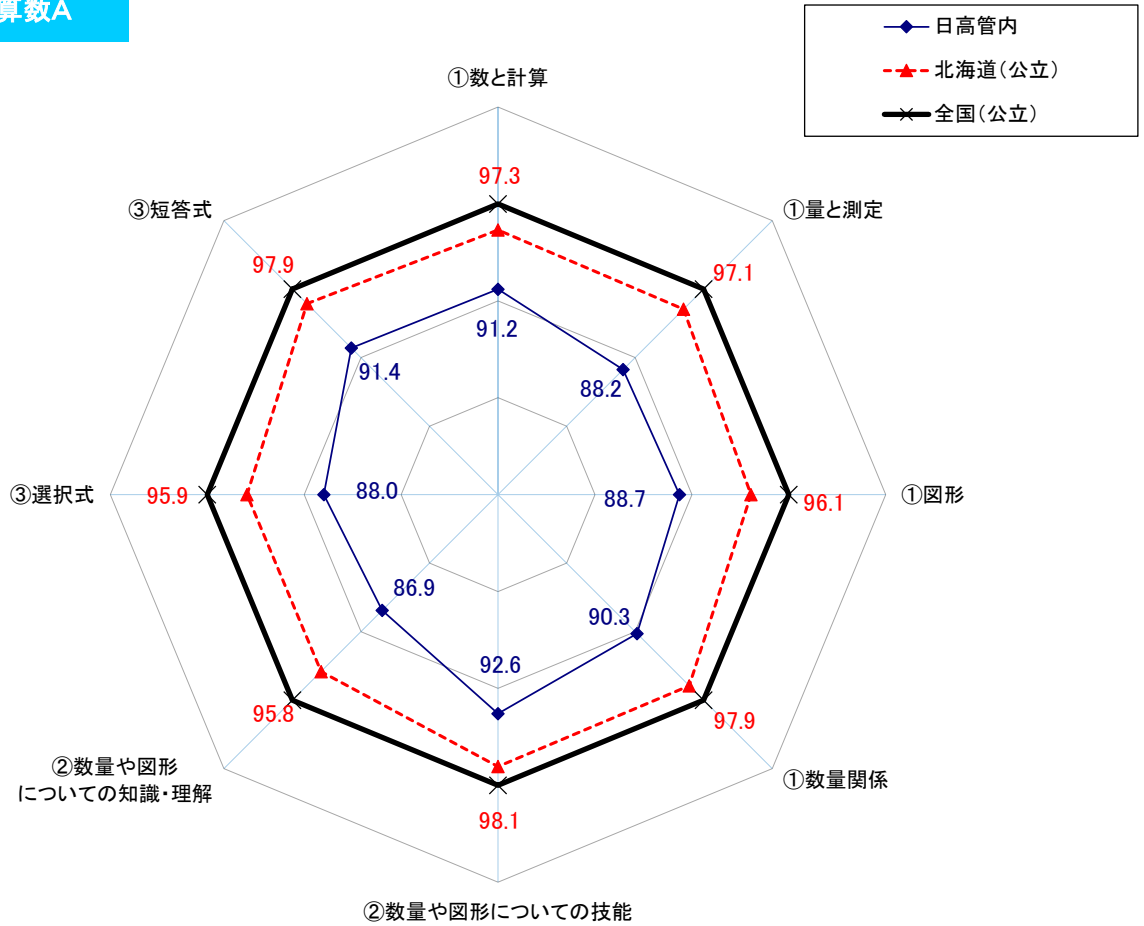 算数A
日高管内
北海道(公立)
全国(公立)
①数と計算
97.3
③短答式
①量と測定
97.9
97.1
91.2
91.4
88.2
③選択式
95.9
88.0
88.7
96.1
①図形
86.9
90.3
92.6
95.8
97.9
②数量や図形
についての知識・理解
①数量関係
98.1
②数量や図形についての技能